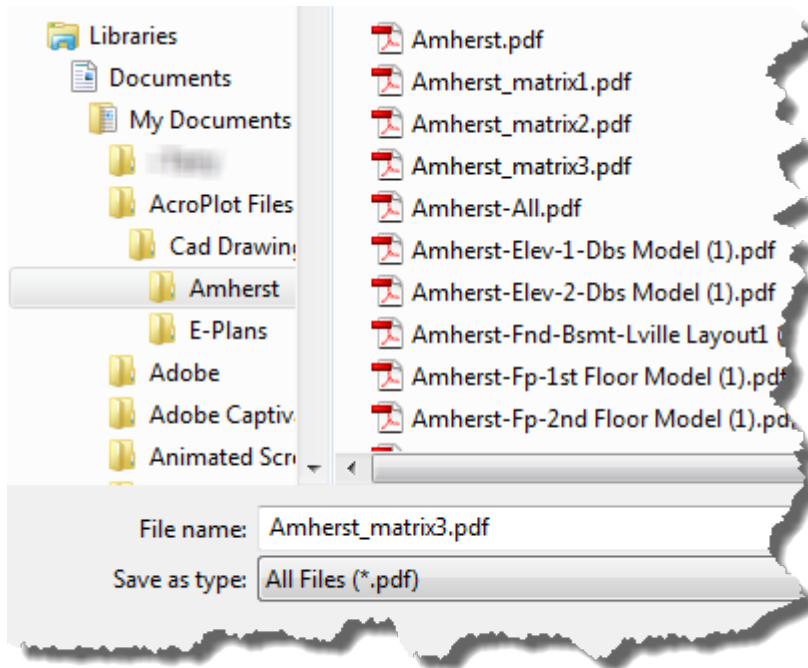 Libraries
Documents
My Documents
AcroPlot Files
Cad Drawing
Amherst
E-Plans
Adobe
Adobe Captiv
Animated Scr
Amherst.pdf
Amherst_matrix1.pdf
Amherst_matrix2.pdf
Amherst_matrix3.pdf
Amherst-All.pdf
Amherst-Elev-1-Dbs Model (1).pdf
Amherst-Elev-2-Dbs Model (1).pdf
Amherst-Fnd-Bsmt-Lville Layout1
Amherst-Fp-1st Floor Model (1).pdf
Amherst-Fp-2nd Floor Model (1).pd
File name: Amherst_matrix3.pdf
Save as type: All Files (*.pdf)